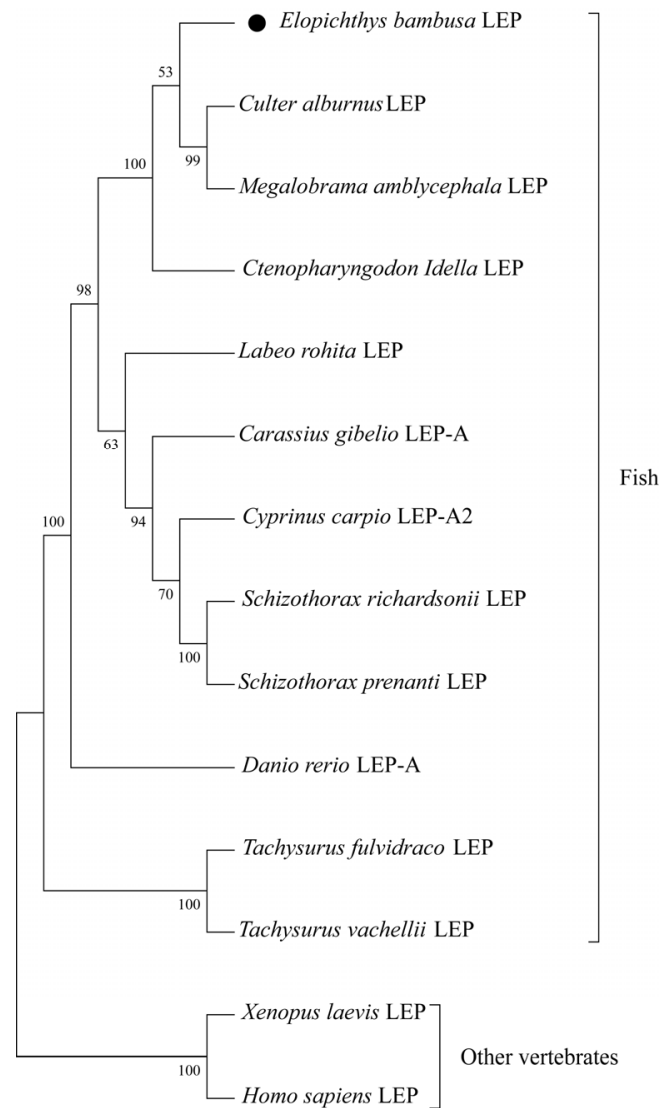 Elopichthys bambusa LEP
53
Culter alburnus LEP
99
100
Megalobrama amblycephala LEP
Ctenopharyngodon Idella LEP
98
Labeo rohita LEP
63
Carassius gibelio LEP-A
Fish
94
Cyprinus carpio LEP-A2
100
70
Schizothorax richardsonii LEP
100
Schizothorax prenanti LEP
Danio rerio LEP-A
Tachysurus fulvidraco LEP
100
Tachysurus vachellii LEP
Xenopus laevis LEP
Other vertebrates
100
Homo sapiens LEP